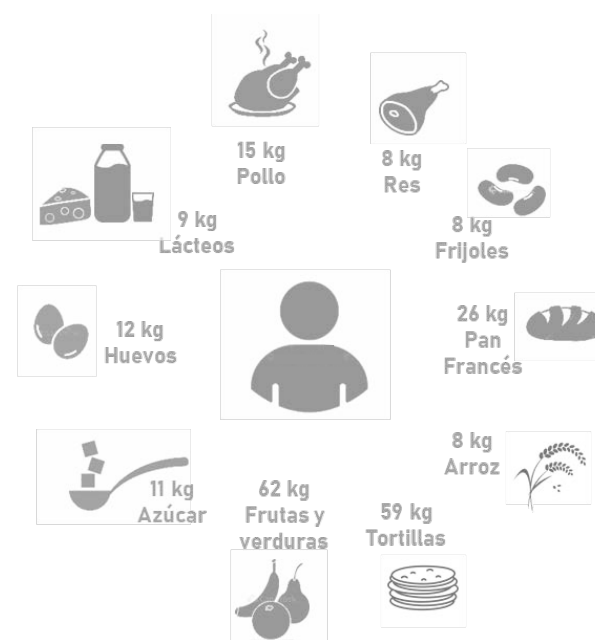 15 kg
Pollo
8 kg
Res
9 kg
Lácteos
8 kg
Frijoles
12 kg
Huevos
26 kg
Pan
Francés
8 kg
Arroz
11 kg
Azúcar
62 kg
Frutas y
verduras
59 kg
Tortillas